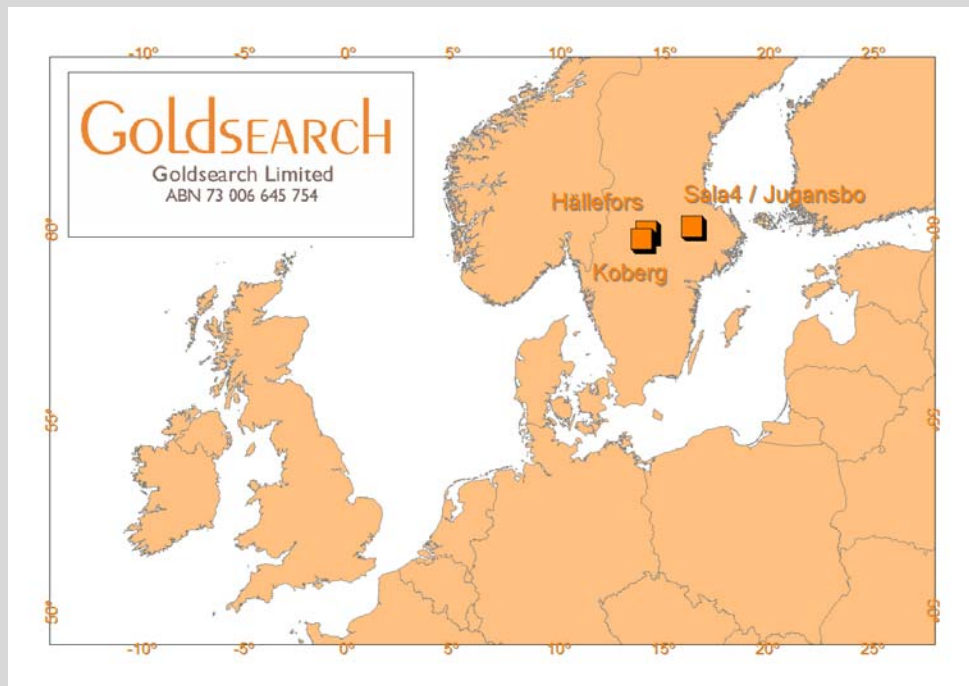 -10° -5° 0° 5° 10° 15° 20° 25°
GOLDSEARCH
Goldsearch Limited
ABN 73 006 645 754
Hällefors
Sala4 / Jugansbo
Koberg
60° 60°
55° 55°
50° 50°
-10° -5° 0° 5° 10° 15° 20° 25°